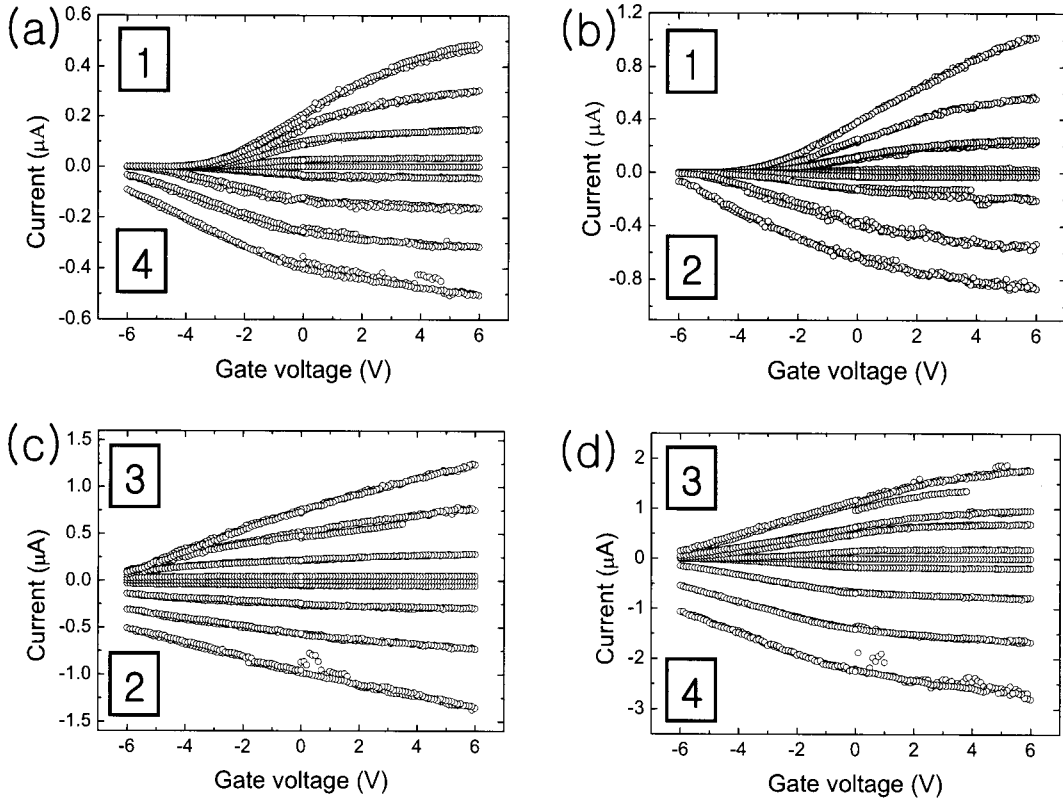 (a)
1
4
0.6
0.4
0.2
0.0
-0.2
-0.4
-0.6
Current (μA)
-6 -4 -2 0 2 4 6
Gate voltage (V)
(b)
1
2
1.2
0.8
0.4
0.0
-0.4
-0.8
Current (μA)
-6 -4 -2 0 2 4 6
Gate voltage (V)
(c)
3
2
1.5
1.0
0.5
0.0
-0.5
-1.0
-1.5
Current (μA)
-6 -4 -2 0 2 4 6
Gate voltage (V)
(d)
3
4
2
1
0
-1
-2
-3
Current (μA)
-6 -4 -2 0 2 4 6
Gate voltage (V)